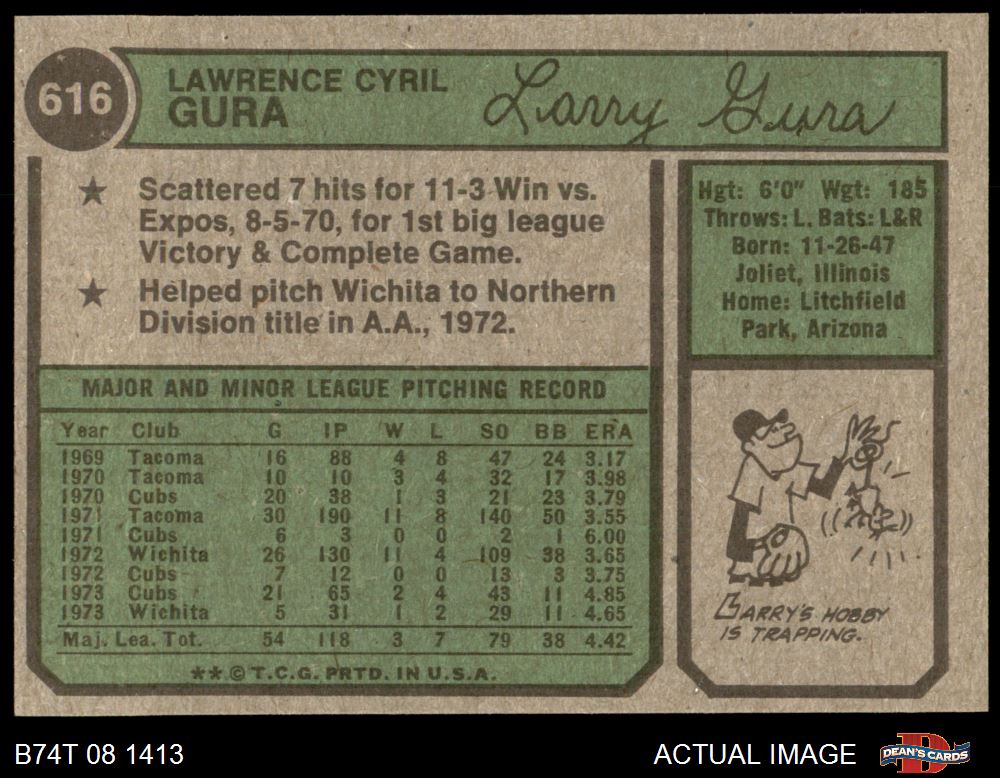 616
LAWRENCE CYRIL
GURA
Larry Gura
★ Scattered 7 hits for 11-3 Win vs.
Expos, 8-5-70, for 1st big league
Victory & Complete Game.
★ Helped pitch Wichita to Northern
Division title in A.A., 1972.
Hgt: 6'0" Wgt: 185
Throws: L. Bats: L&R
Born: 11-26-47
Joliet, Illinois
Home: Litchfield
Park, Arizona
MAJOR AND MINOR LEAGUE PITCHING RECORD
Year Club G IP W L SO BB ERA
1969 Tacoma 16 88 4 8 47 24 3.17
1970 Tacoma 10 10 3 4 32 17 3.98
1970 Cubs 20 38 1 3 21 23 3.79
1971 Tacoma 30 190 11 8 140 50 3.55
1971 Cubs 6 3 0 0 2 1 6.00
1972 Wichita 26 130 11 4 109 38 3.65
1972 Cubs 7 12 0 0 13 3 3.75
1973 Cubs 21 65 2 4 43 11 4.85
1973 Wichita 5 31 1 2 29 11 4.65
Maj. Lea. Tot. 54 118 3 7 79 38 4.42
**©T.C.G. PRTD. IN U.S.A.
BARRY'S HOBBY
IS TRAPPING.
B74T 08 1413
ACTUAL IMAGE
DEAN'S CARDS